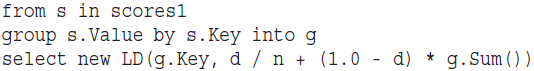 from s in scores1
group s.Value by s.Key into g
select new LD(g.Key, d / n + (1.0 - d) * g.Sum())